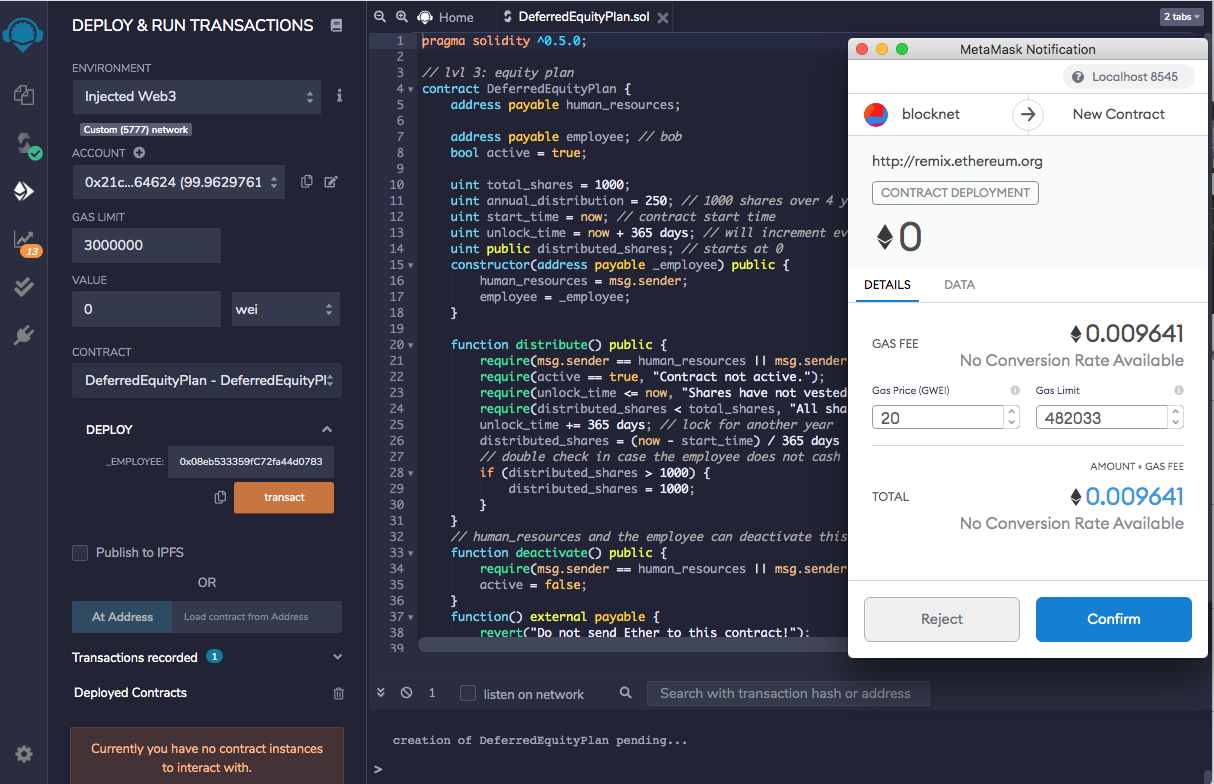 DEPLOY & RUN TRANSACTIONS
ENVIRONMENT
Injected Web3
Custom (5777) network
ACCOUNT
0x21c...64624 (99.9629761
GAS LIMIT
3000000
VALUE
0
wei
CONTRACT
DeferredEquityPlan - DeferredEquityPl
DEPLOY
_EMPLOYEE:
0x08eb533359fC72fa44d0783
transact
Publish to IPFS
OR
At Address
Load contract from Address
Transactions recorded
1
Deployed Contracts
Currently you have no contract instances
to interact with.
13
Home
DeferredEquityPlan.sol
2 tabs
1 pragma solidity ^0.5.0;
2
3 // lvl 3: equity plan
4 contract DeferredEquityPlan {
5 address payable human_resources;
6
7 address payable employee; // bob
8 bool active = true;
9
10 uint total_shares = 1000;
11 uint annual_distribution = 250; // 1000 shares over 4 y
12 uint start_time = now; // contract start time
13 uint unlock_time = now + 365 days; // will increment ev
14 uint public distributed_shares; // starts at 0
15 constructor(address payable _employee) public {
16 human_resources = msg.sender;
17 employee = _employee;
18 }
19
20 function distribute() public {
21 require(msg.sender == human_resources || msg.sender
22 require(active == true, "Contract not active.");
23 require(unlock_time <= now, "Shares have not vested
24 require(distributed_shares < total_shares, "All sha
25 unlock_time += 365 days; // lock for another year
26 distributed_shares = (now - start_time) / 365 days
27 // double check in case the employee does not cash
28 if (distributed_shares > 1000) {
29 distributed_shares = 1000;
30 }
31 }
32 // human_resources and the employee can deactivate this
33 function deactivate() public {
34 require(msg.sender == human_resources || msg.sender
35 active = false;
36 }
37 function() external payable {
38 revert("Do not send Ether to this contract!");
39
1
listen on network
Search with transaction hash or address
creation of DeferredEquityPlan pending...
>
MetaMask Notification
Localhost 8545
blocknet
New Contract
http://remix.ethereum.org
CONTRACT DEPLOYMENT
0
DETAILS
DATA
GAS FEE
0.009641
No Conversion Rate Available
Gas Price (GWEI)
Gas Limit
20
482033
AMOUNT + GAS FEE
TOTAL
0.009641
No Conversion Rate Available
Reject
Confirm